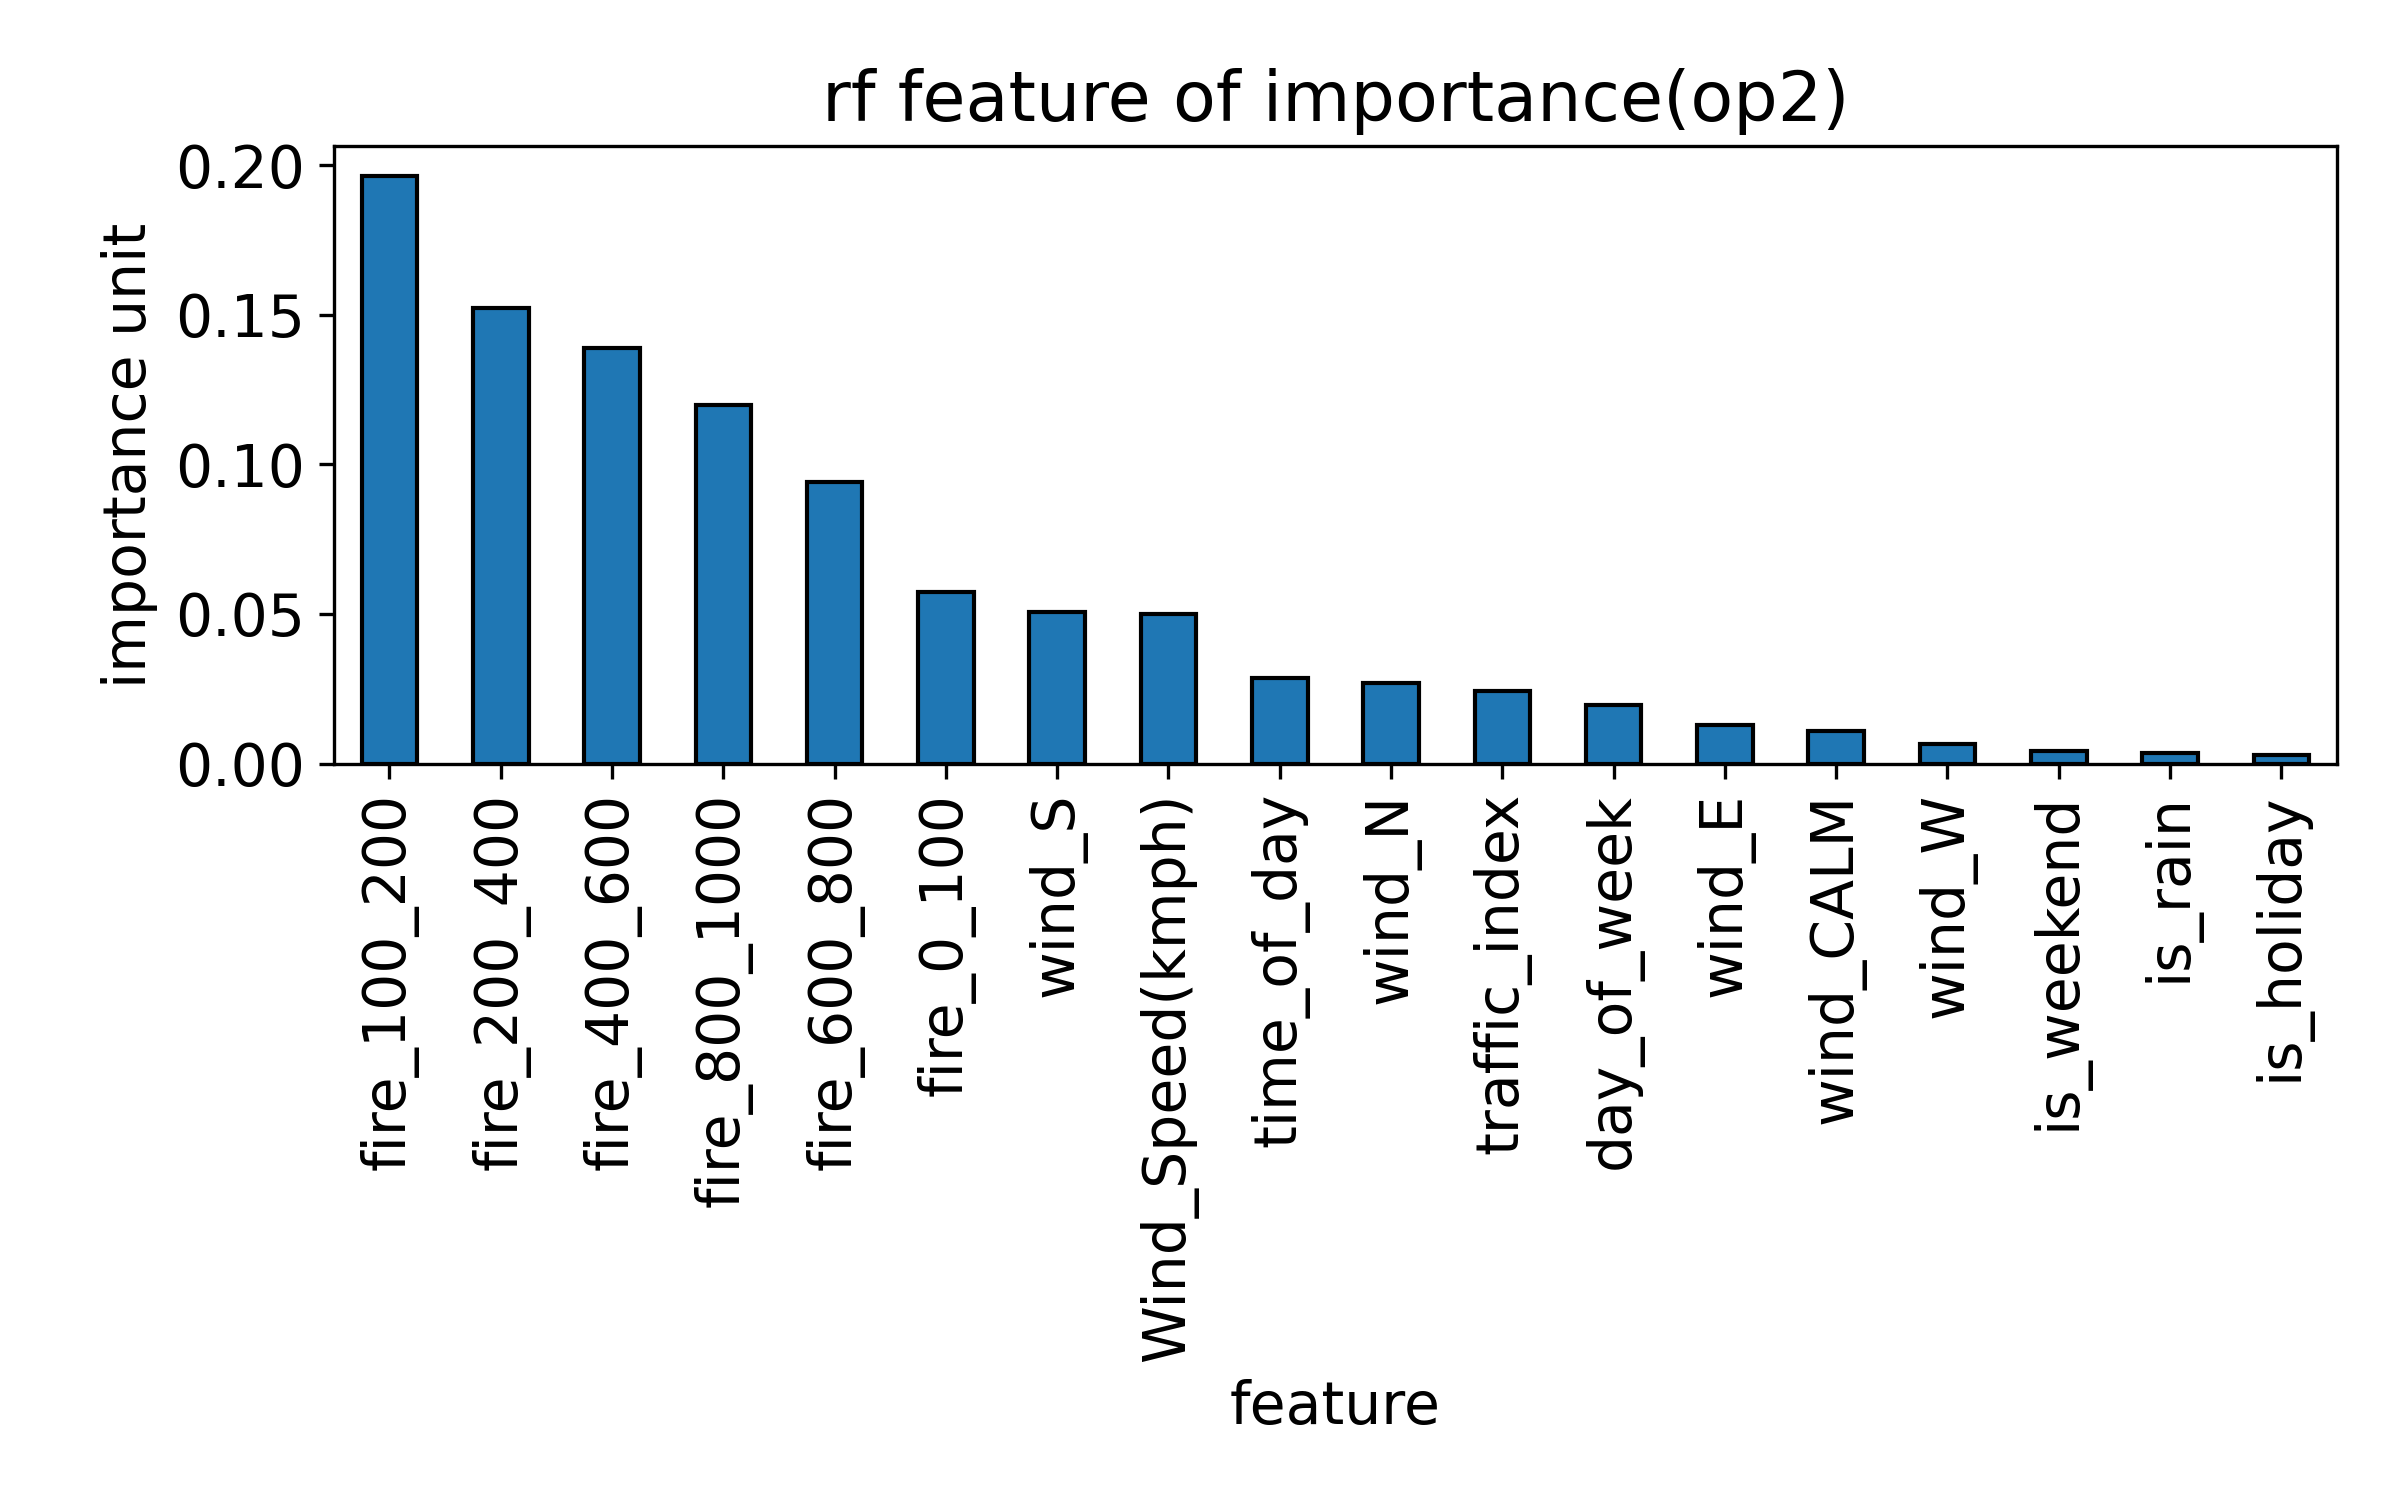 rf feature of importance(op2)
importance unit
0.20
0.15
0.10
0.05
0.00
fire_100_200
fire_200_400
fire_400_600
fire_800_1000
fire_600_800
fire_0_100
wind_S
Wind_Speed(kmph)
time_of_day
wind_N
traffic_index
day_of_week
wind_E
wind_CALM
wind_W
is_weekend
is_rain
is_holiday
feature